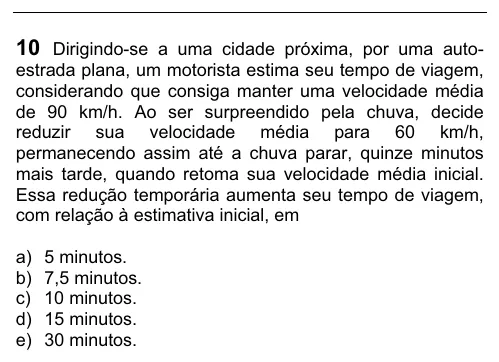 10 Dirigindo-se a uma cidade próxima, por uma auto-
estrada plana, um motorista estima seu tempo de viagem,
considerando que consiga manter uma velocidade média
de 90 km/h. Ao ser surpreendido pela chuva, decide
reduzir sua velocidade média para 60 km/h,
permanecendo assim até a chuva parar, quinze minutos
mais tarde, quando retoma sua velocidade média inicial.
Essa redução temporária aumenta seu tempo de viagem,
com relação à estimativa inicial, em
a) 5 minutos.
b) 7,5 minutos.
c) 10 minutos.
d) 15 minutos.
e) 30 minutos.